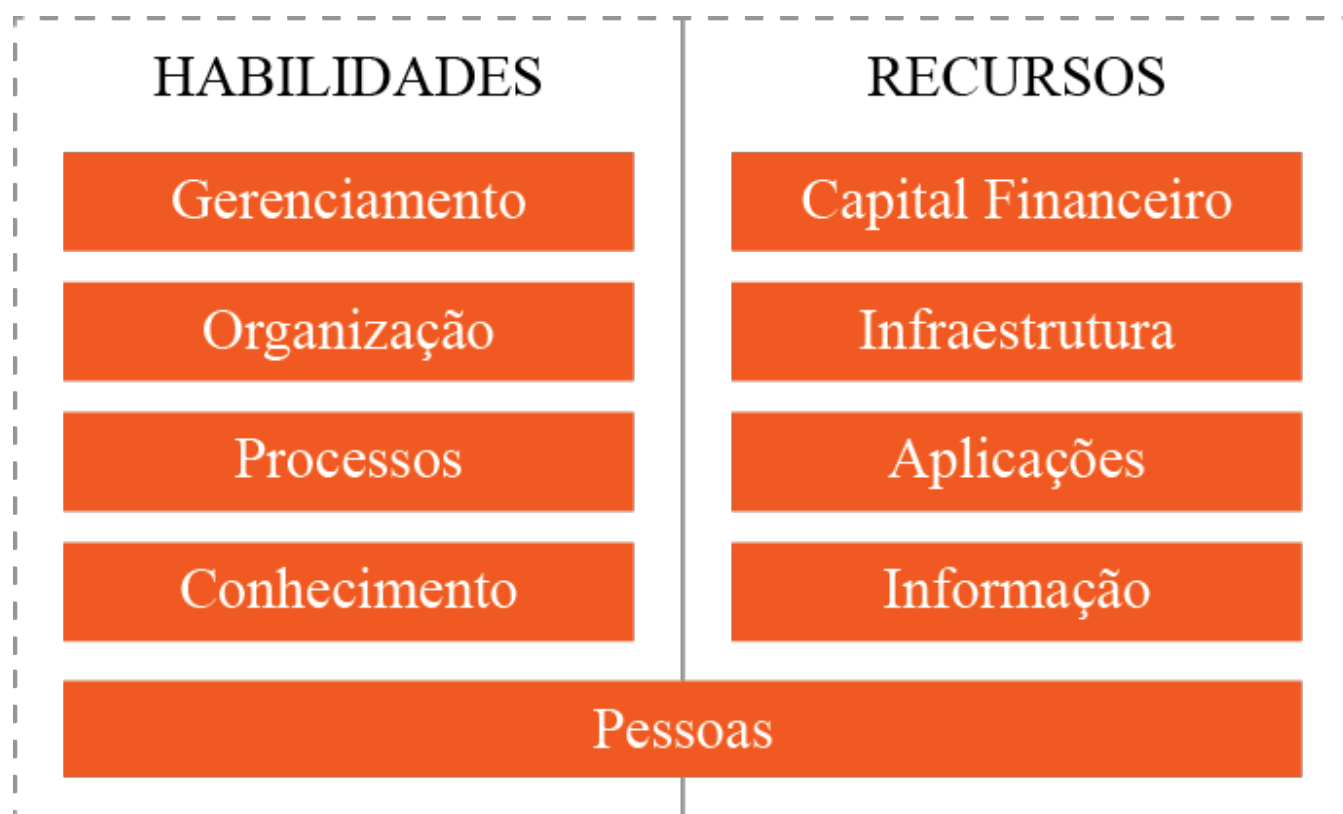 HABILIDADES
Gerenciamento
Organização
Processos
Conhecimento
RECURSOS
Capital Financeiro
Infraestrutura
Aplicações
Informação
Pessoas